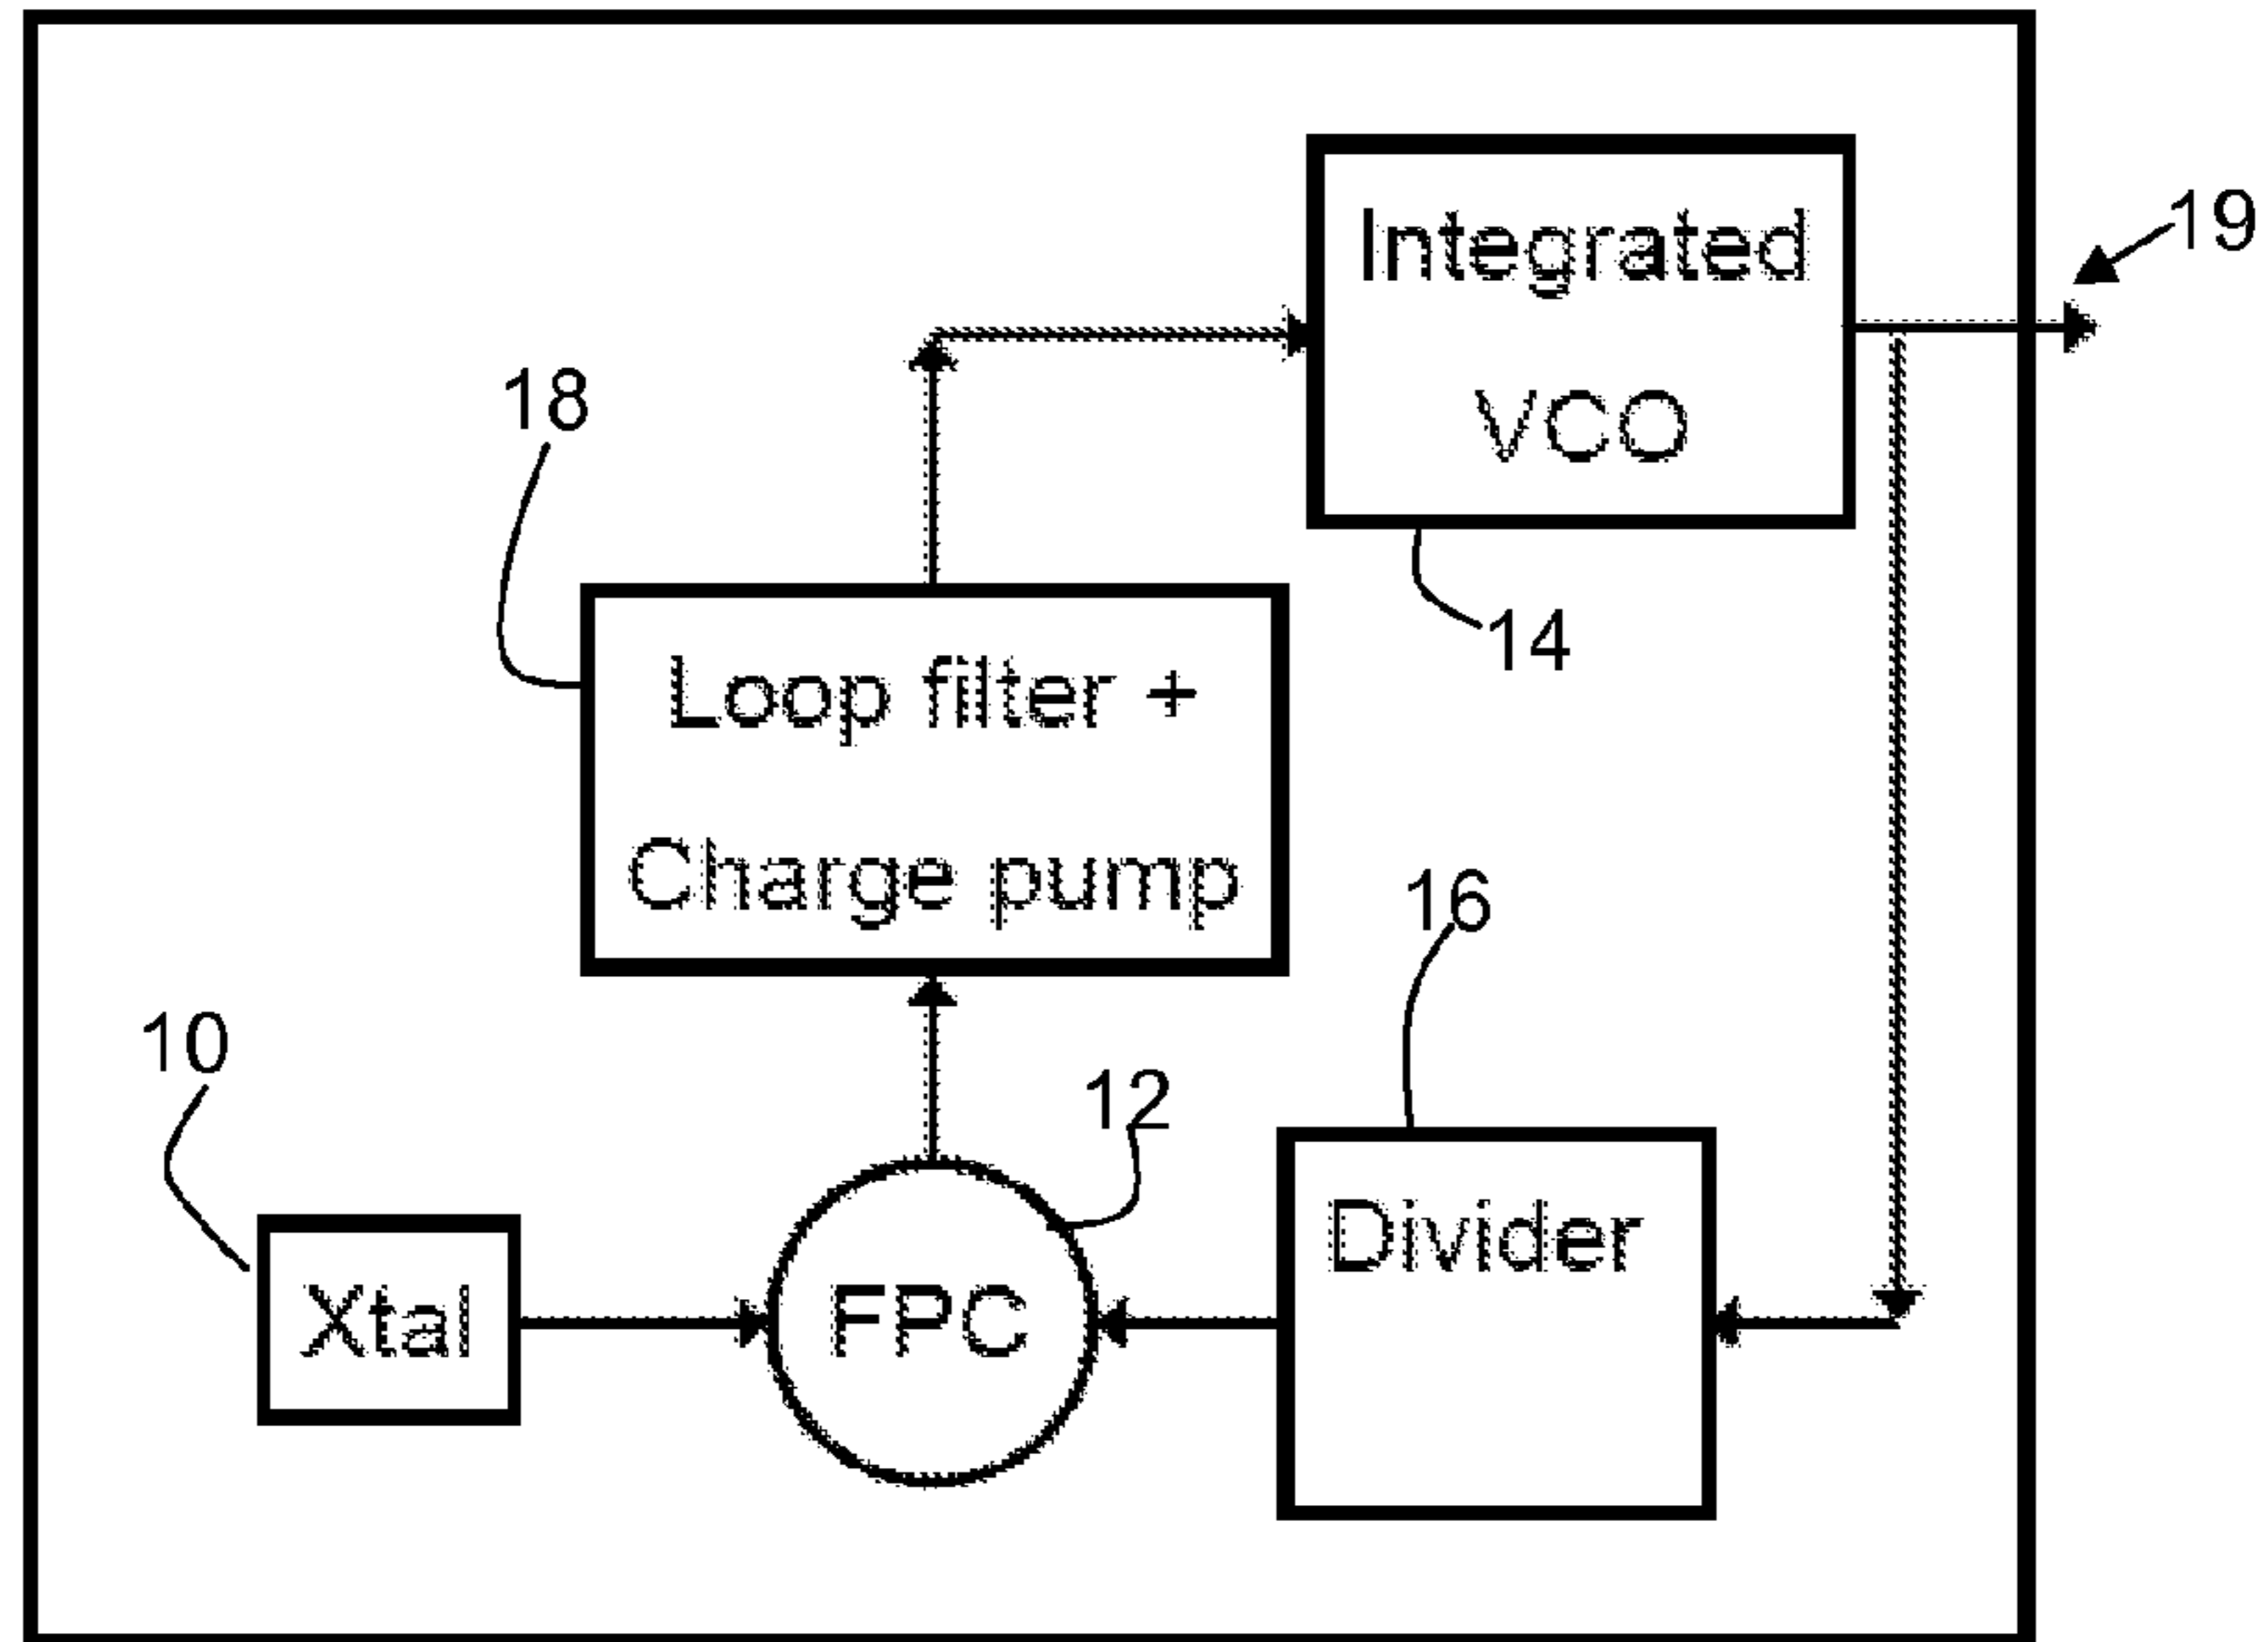 Integrated
VCO
19
18
14
Loop filter +
Charge pump
16
10
12
Divider
Xtal
FPC